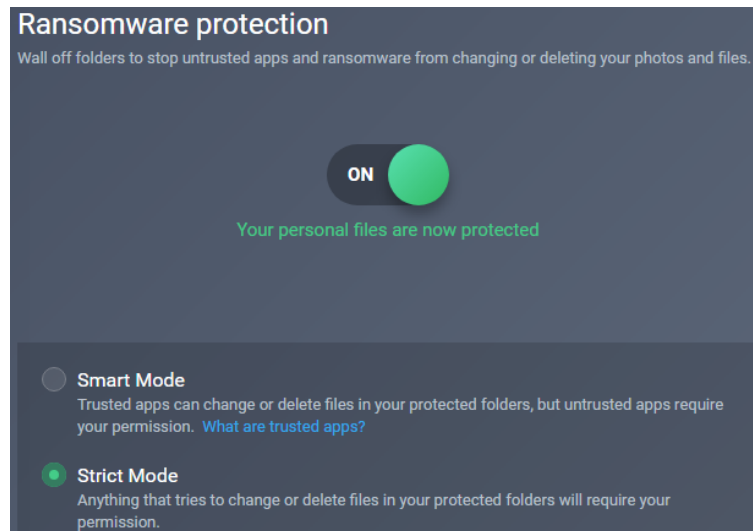 Ransomware protection
Wall off folders to stop untrusted apps and ransomware from changing or deleting your photos and files.
ON
Your personal files are now protected
Smart Mode
Trusted apps can change or delete files in your protected folders, but untrusted apps require
your permission. What are trusted apps?
Strict Mode
Anything that tries to change or delete files in your protected folders will require your
permission.